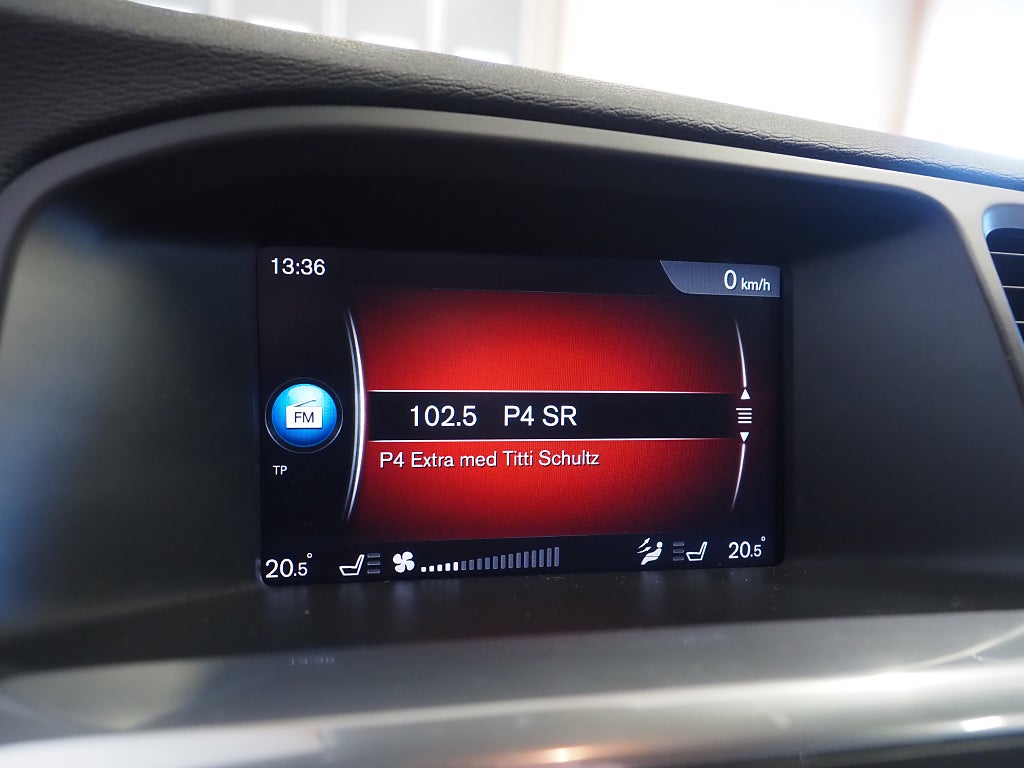 13:36
0 km/h
FM
102.5 P4 SR
TP
P4 Extra med Titti Schultz
20.5° 20.5°